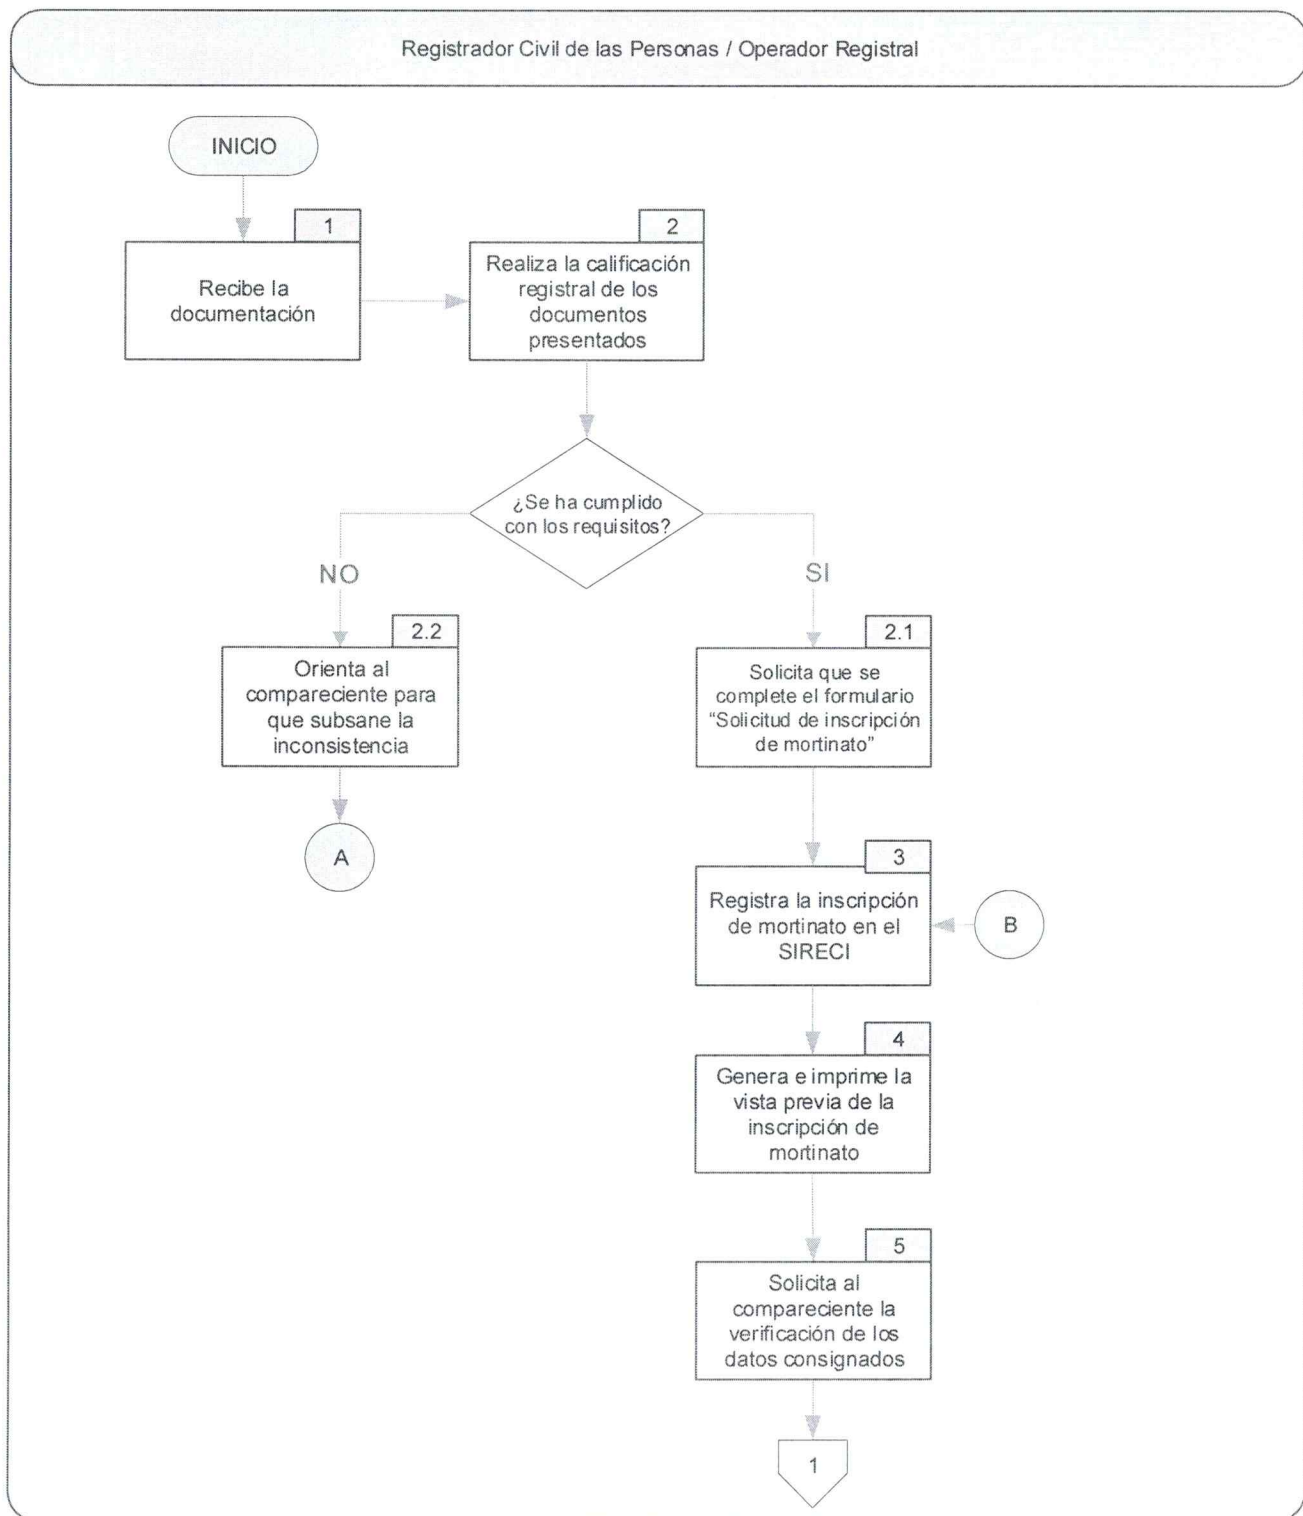 Registrador Civil de las Personas / Operador Registral
INICIO
1
Recibe la
documentación
2
Realiza la calificación
registral de los
documentos
presentados
¿Se ha cumplido
con los requisitos?
NO
SI
2.2
Orienta al
compareciente para
que subsane la
inconsistencia
A
2.1
Solicita que se
complete el formulario
“Solicitud de inscripción
de mortinato”
3
Registra la inscripción
de mortinato en el
SIRECI
B
4
Genera e imprime la
vista previa de la
inscripción de
mortinato
5
Solicita al
compareciente la
verificación de los
datos consignados
1